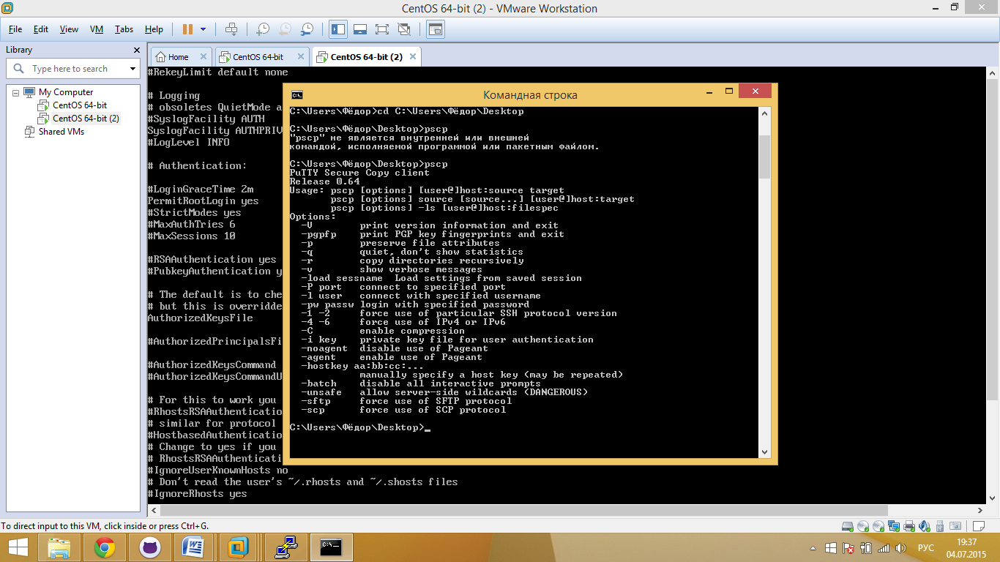 CentOS 64-bit (2) - VMware Workstation
File Edit View VM Tabs Help
Library
Type here to search
My Computer
CentOS 64-bit
CentOS 64-bit (2)
Shared VMs
Home CentOS 64-bit CentOS 64-bit (2)
#RekeyLimit default none
# Logging
# obsoletes QuietMode a
#SyslogFacility AUTH
SyslogFacility AUTHPRIV
#LogLevel INFO
# Authentication:
#LoginGraceTime 2m
PermitRootLogin yes
#StrictModes yes
#MaxAuthTries 6
#MaxSessions 10
#RSAAuthentication yes
#PubkeyAuthentication y
# The default is to che
# but this is overridde
AuthorizedKeysFile
#AuthorizedPrincipalsFi
#AuthorizedKeysCommand
#AuthorizedKeysCommandU
# For this to work you
#RhostsRSAAuthenticatio
# similar for protocol
#HostbasedAuthenticatio
# Change to yes if you
# RhostsRSAAuthenticati
#IgnoreUserKnownHosts no
# Don't read the user's ~/.rhosts and ~/.shosts files
#IgnoreRhosts yes
Командная строка
C:\Users\Фёдор>cd C:\Users\Фёдор\Desktop
C:\Users\Фёдор\Desktop>pscp
"pscp" не является внутренней или внешней
командой, исполняемой программой или пакетным файлом.
C:\Users\Фёдор\Desktop>pscp
PuTTY Secure Copy client
Release 0.64
Usage: pscp [options] [user@]host:source target
pscp [options] source [source...] [user@]host:target
pscp [options] -ls [user@]host:filespec
Options:
-V print version information and exit
-pgpfp print PGP key fingerprints and exit
-p preserve file attributes
-q quiet, don't show statistics
-r copy directories recursively
-v show verbose messages
-load sessname Load settings from saved session
-P port connect to specified port
-l user connect with specified username
-pw passw login with specified password
-1 -2 force use of particular SSH protocol version
-4 -6 force use of IPv4 or IPv6
-C enable compression
-i key private key file for user authentication
-noagent disable use of Pageant
-agent enable use of Pageant
-hostkey aa:bb:cc:...
manually specify a host key (may be repeated)
-batch disable all interactive prompts
-unsafe allow server-side wildcards (DANGEROUS)
-sftp force use of SFTP protocol
-scp force use of SCP protocol
C:\Users\Фёдор\Desktop>_
To direct input to this VM, click inside or press Ctrl+G.
РУС
19:37
04.07.2015